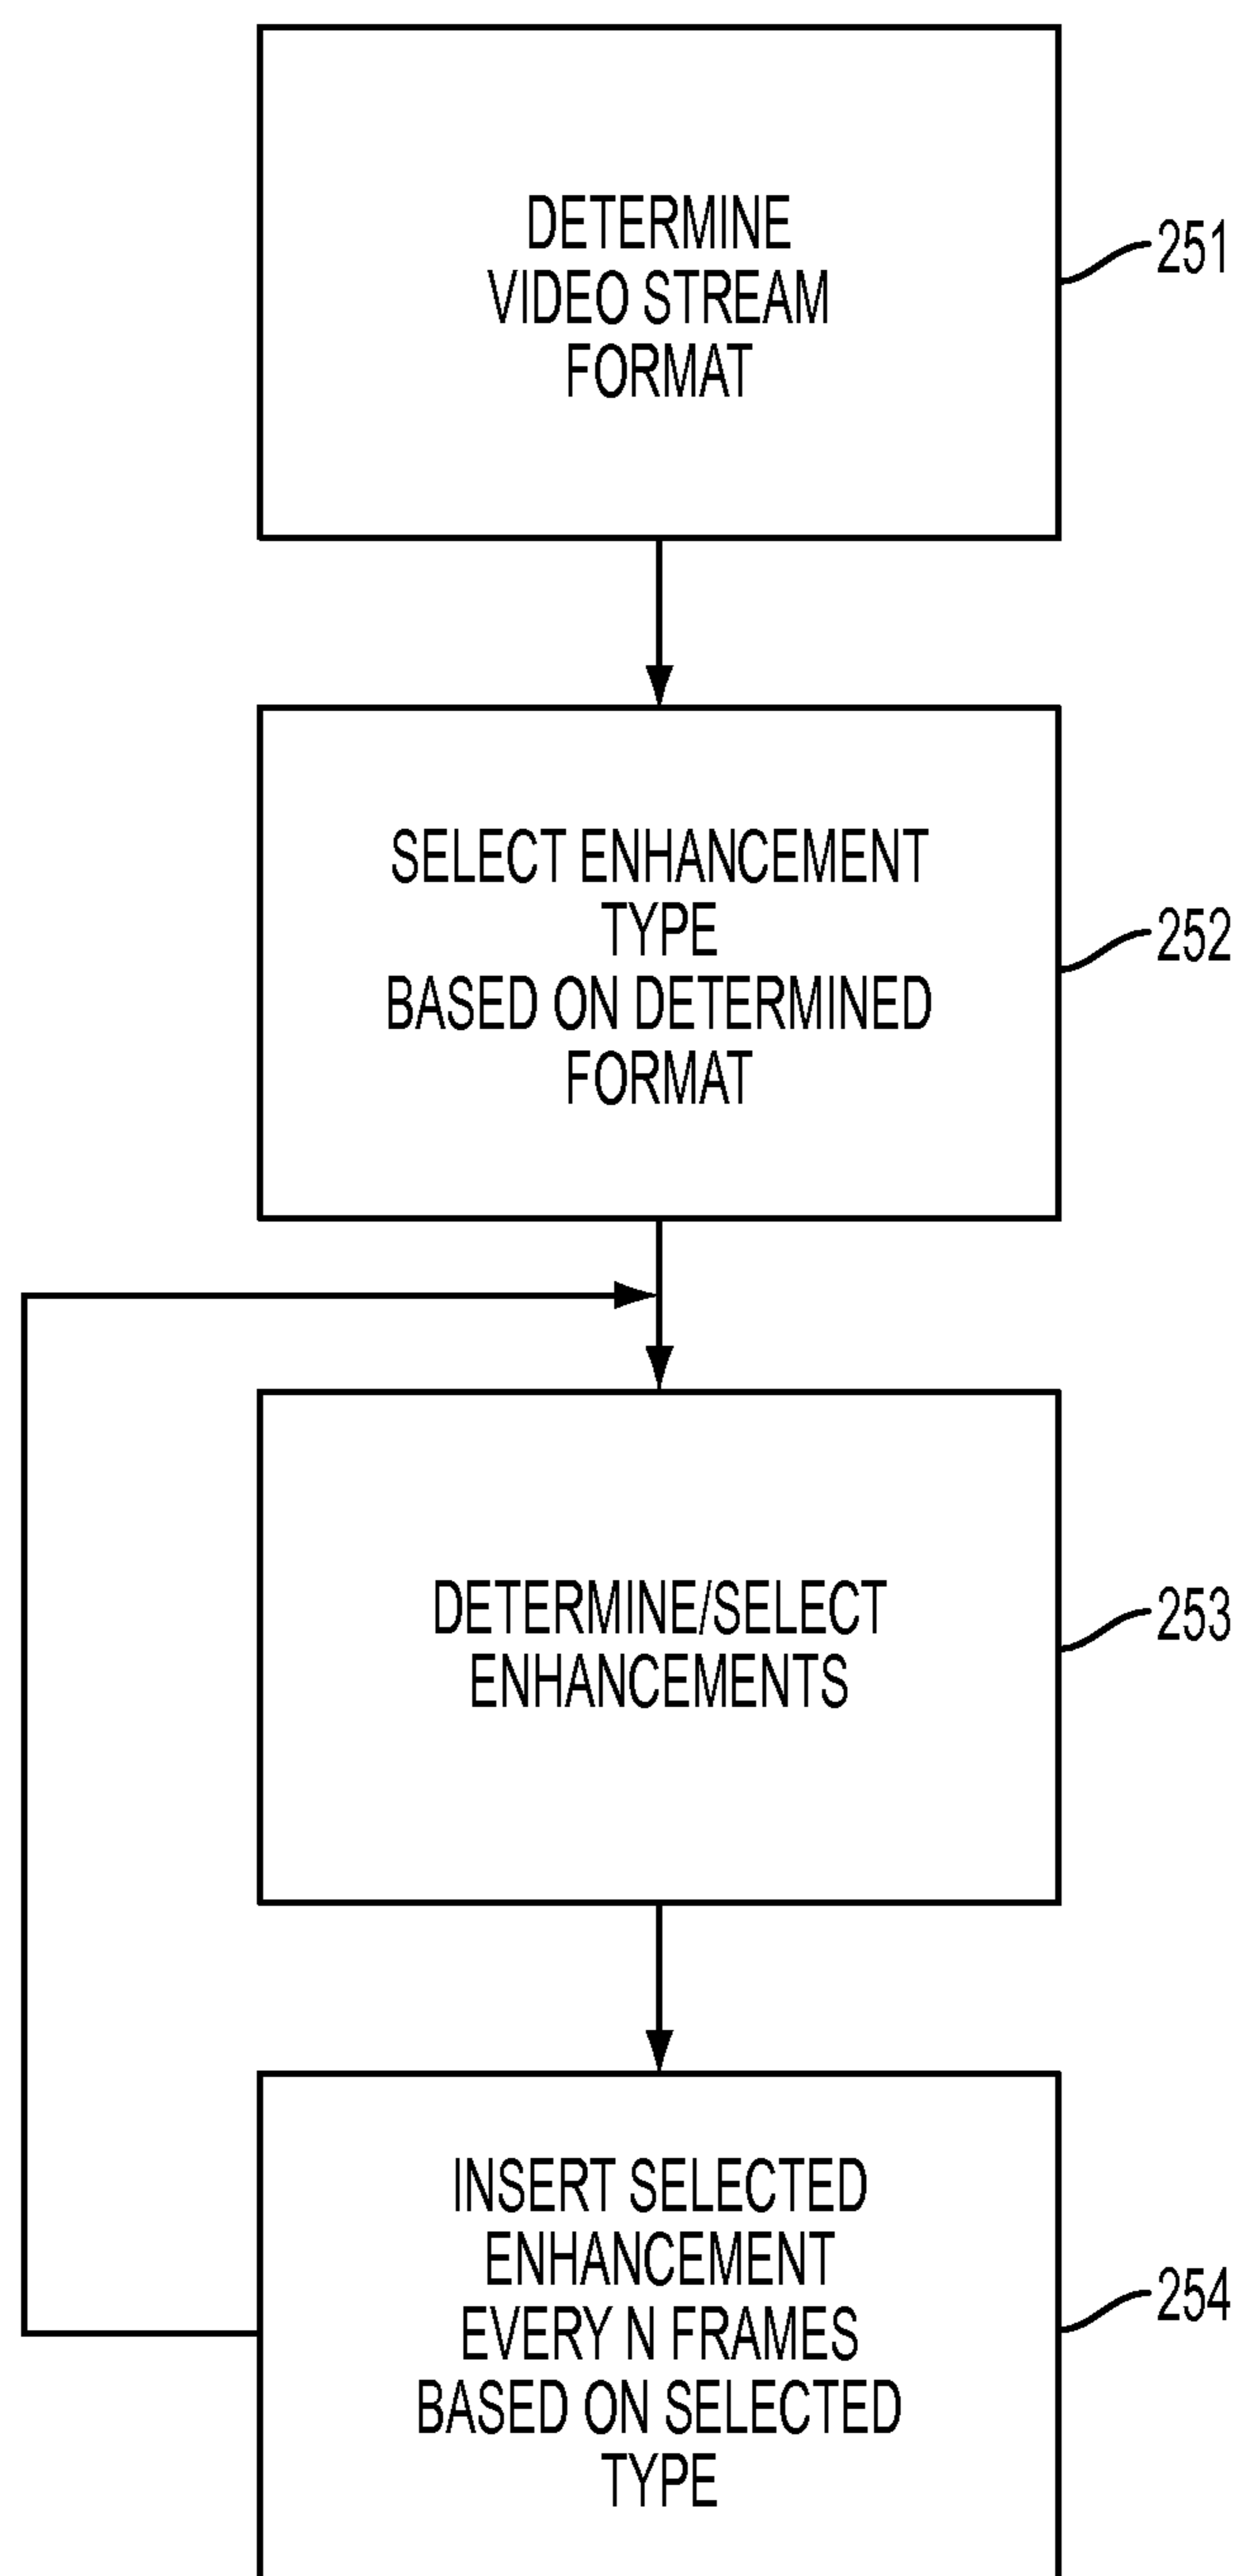 DETERMINE
VIDEO STREAM
FORMAT
251
SELECT ENHANCEMENT
TYPE
BASED ON DETERMINED
FORMAT
252
DETERMINE/SELECT
ENHANCEMENTS
253
INSERT SELECTED
ENHANCEMENT
EVERY N FRAMES
BASED ON SELECTED
TYPE
254